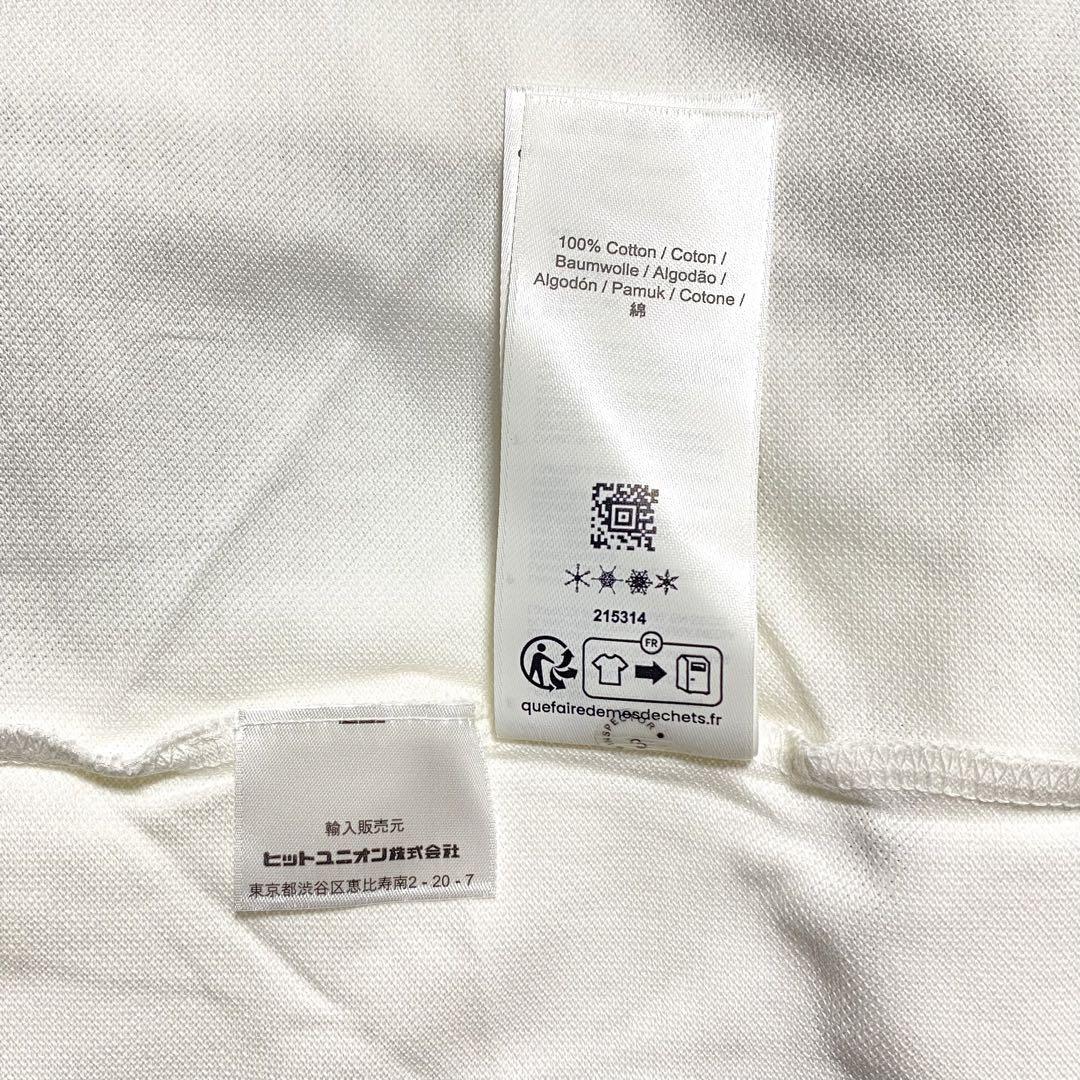 100% Cotton / Coton /
Baumwolle / Algodão /
Algodón / Pamuk / Cotone /
綿
215314
FR
quefairedemesdechets.fr
INSPECTOR
輸入販売元
ヒットユニオン株式会社
東京都渋谷区恵比寿南2 - 20 - 7